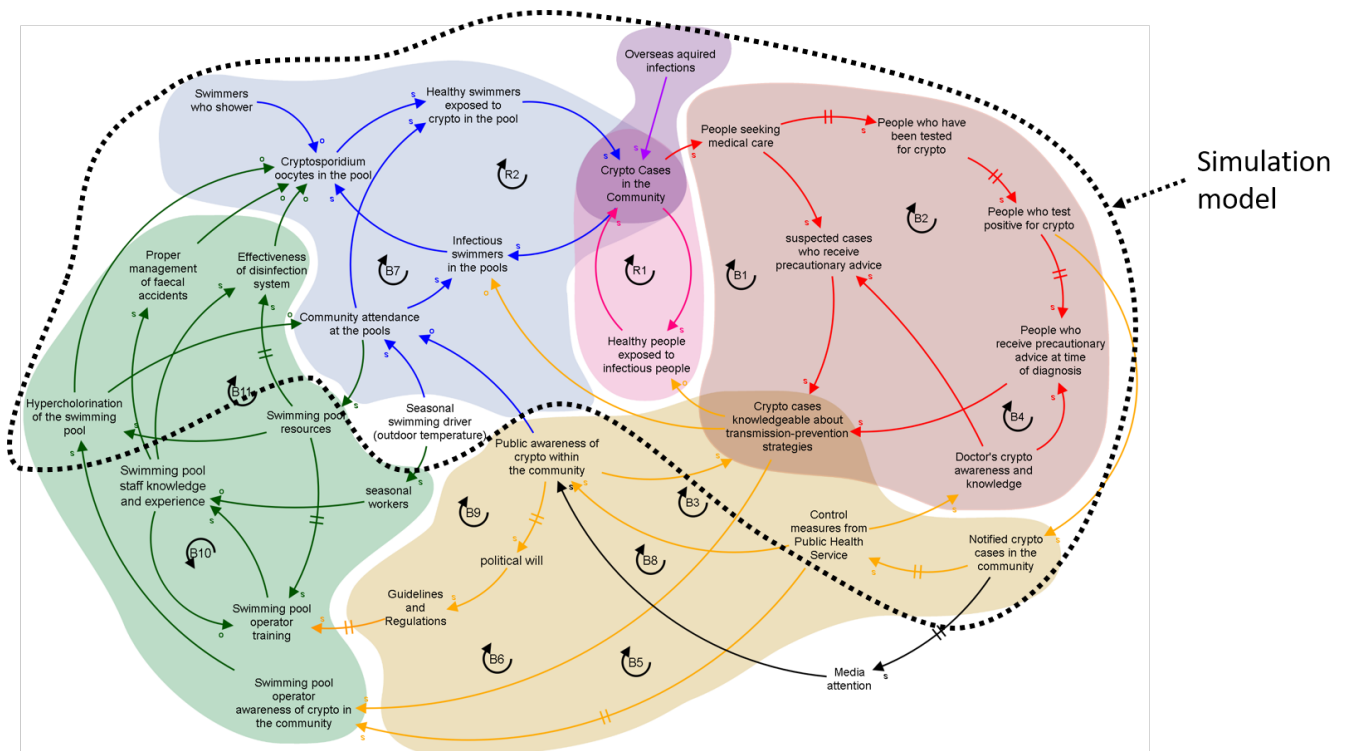 Overseas aquired
infections
Swimmers
who shower
Healthy swimmers
exposed to
crypto in the pool
People seeking
medical care
People who have
been tested
for crypto
Cryptosporidium
oocytes in the pool
R2
Crypto Cases
in the
Community
Simulation
model
People who test
positive for crypto
B2
suspected cases
who receive
precautionary advice
Proper
management
of faecal
accidents
Effectiveness
of disinfection
system
Infectious
swimmers
in the pools
B7
R1
B1
Community attendance
at the pools
Healthy people
exposed to
infectious people
People who
receive precautionary
advice at time
of diagnosis
B11
Hypercholorination
of the swimming
pool
Swimming pool
resources
Seasonal
swimming driver
(outdoor temperature)
Crypto cases
knowledgeable about
transmission-prevention
strategies
B4
Public awareness of
crypto within
the community
Doctor's crypto
awareness and
knowledge
Swimming pool
staff knowledge
and experience
seasonal
workers
B9
B3
Control
measures from
Public Health
Service
Notified crypto
cases in the
community
B10
political will
B8
Guidelines
and
Regulations
Swimming pool
operator
training
B6
B5
Media
attention
Swimming pool
operator
awareness of crypto in
the community